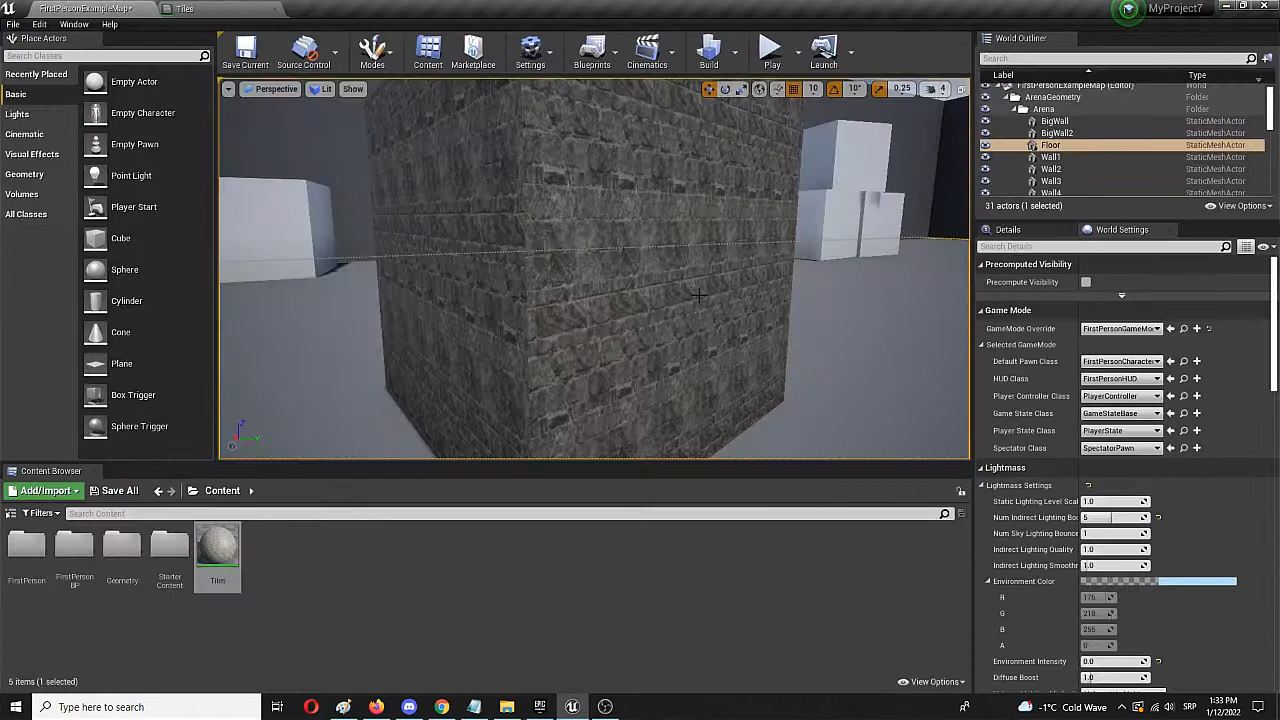 FirstPersonExampleMap*
Tiles
MyProject7
File
Edit
Window
Help
Place Actors
Search Classes
Recently Placed
Basic
Lights
Cinematic
Visual Effects
Geometry
Volumes
All Classes
Empty Actor
Empty Character
Empty Pawn
Point Light
Player Start
Cube
Sphere
Cylinder
Cone
Plane
Box Trigger
Sphere Trigger
Save Current
Source Control
Modes
Content
Marketplace
Settings
Blueprints
Cinematics
Build
Play
Launch
Perspective
Lit
Show
10
10°
0.25
4
World Outliner
Search
Label
Type
FirstPersonExampleMap (Editor)
World
ArenaGeometry
Folder
Arena
Folder
BigWall
StaticMeshActor
BigWall2
StaticMeshActor
Floor
StaticMeshActor
Wall1
StaticMeshActor
Wall2
StaticMeshActor
Wall3
StaticMeshActor
Wall4
StaticMeshActor
31 actors (1 selected)
View Options
Details
World Settings
Search Details
Precomputed Visibility
Precompute Visibility
Game Mode
GameMode Override
FirstPersonGameMo
Selected GameMode
Default Pawn Class
FirstPersonCharacte
HUD Class
FirstPersonHUD
Player Controller Class
PlayerController
Game State Class
GameStateBase
Player State Class
PlayerState
Spectator Class
SpectatorPawn
Lightmass
Lightmass Settings
Static Lighting Level Scal
1.0
Num Indirect Lighting Bo
5
Num Sky Lighting Bounce
1
Indirect Lighting Quality
1.0
Indirect Lighting Smooth
1.0
Environment Color
R
176
G
218
B
255
A
0
Environment Intensity
0.0
Diffuse Boost
1.0
Content Browser
Add/Import
Save All
Content
Filters
Search Content
FirstPerson
FirstPerson
BP
Geometry
Starter
Content
Tiles
5 items (1 selected)
View Options
Type here to search
EPIC
-1°C Cold Wave
SRP
1:33 PM
1/12/2022
X
Y
Z